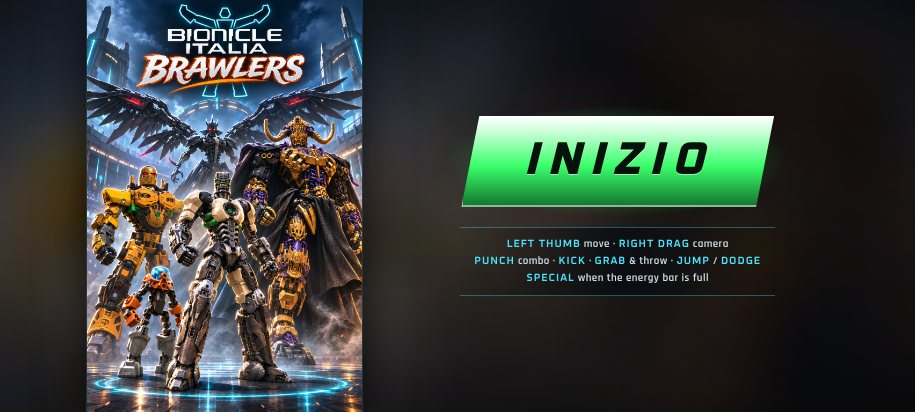 BIONICLE
ITALIA
BRAWLERS
INIZIO
LEFT THUMB move · RIGHT DRAG camera
PUNCH combo · KICK · GRAB & throw · JUMP / DODGE
SPECIAL when the energy bar is full